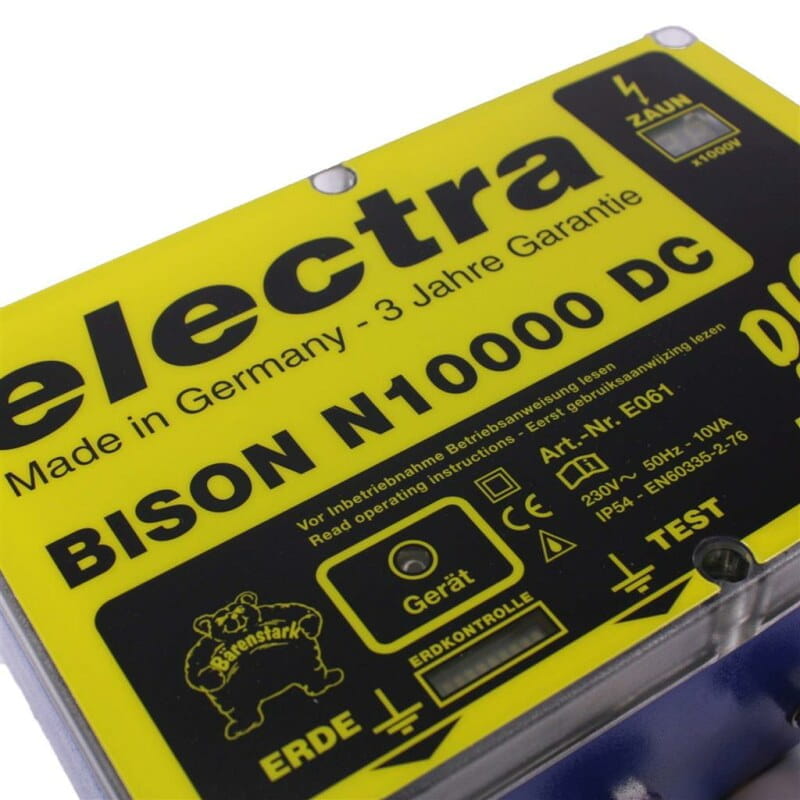 electra
Made in Germany - 3 Jahre Garantie
BISON N10000 DC
ZAUN
x1000V
Vor Inbetriebnahme Betriebsanweisung lesen
Read operating instructions - Eerst gebruiksaanwijzing lezen
Art.-Nr. E061
230V~ 50Hz - 10VA
IP54 - EN60335-2-76
CE
Gerät
ERDKONTROLLE
TEST
Bärenstark
ERDE